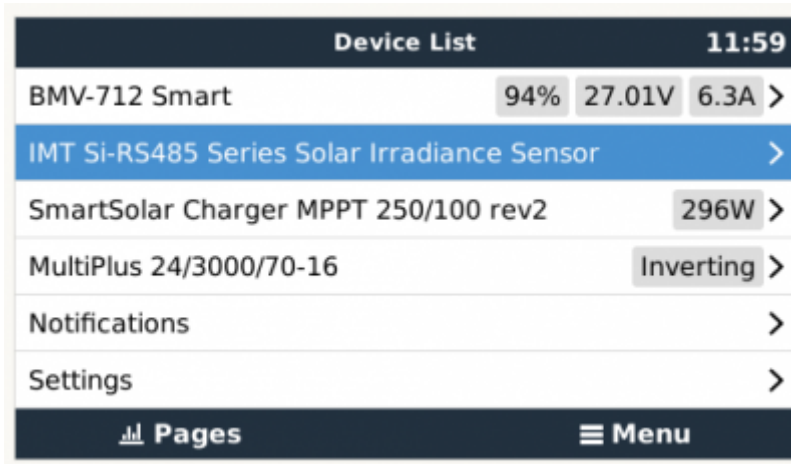 Device List 11:59
BMV-712 Smart 94% 27.01V 6.3A
IMT Si-RS485 Series Solar Irradiance Sensor
SmartSolar Charger MPPT 250/100 rev2 296W
MultiPlus 24/3000/70-16 Inverting
Notifications
Settings
Pages Menu